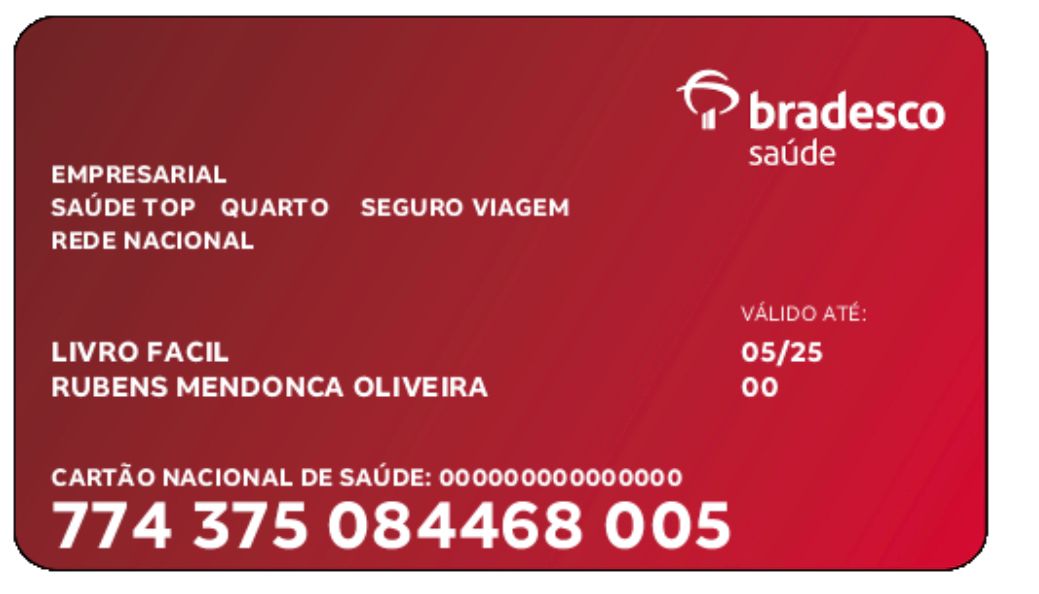 bradesco
saúde
EMPRESARIAL
SAÚDE TOP QUARTO SEGURO VIAGEM
REDE NACIONAL
VÁLIDO ATÉ:
LIVRO FACIL 05/25
RUBENS MENDONCA OLIVEIRA 00
CARTÃO NACIONAL DE SAÚDE: 000000000000000
774 375 084468 005